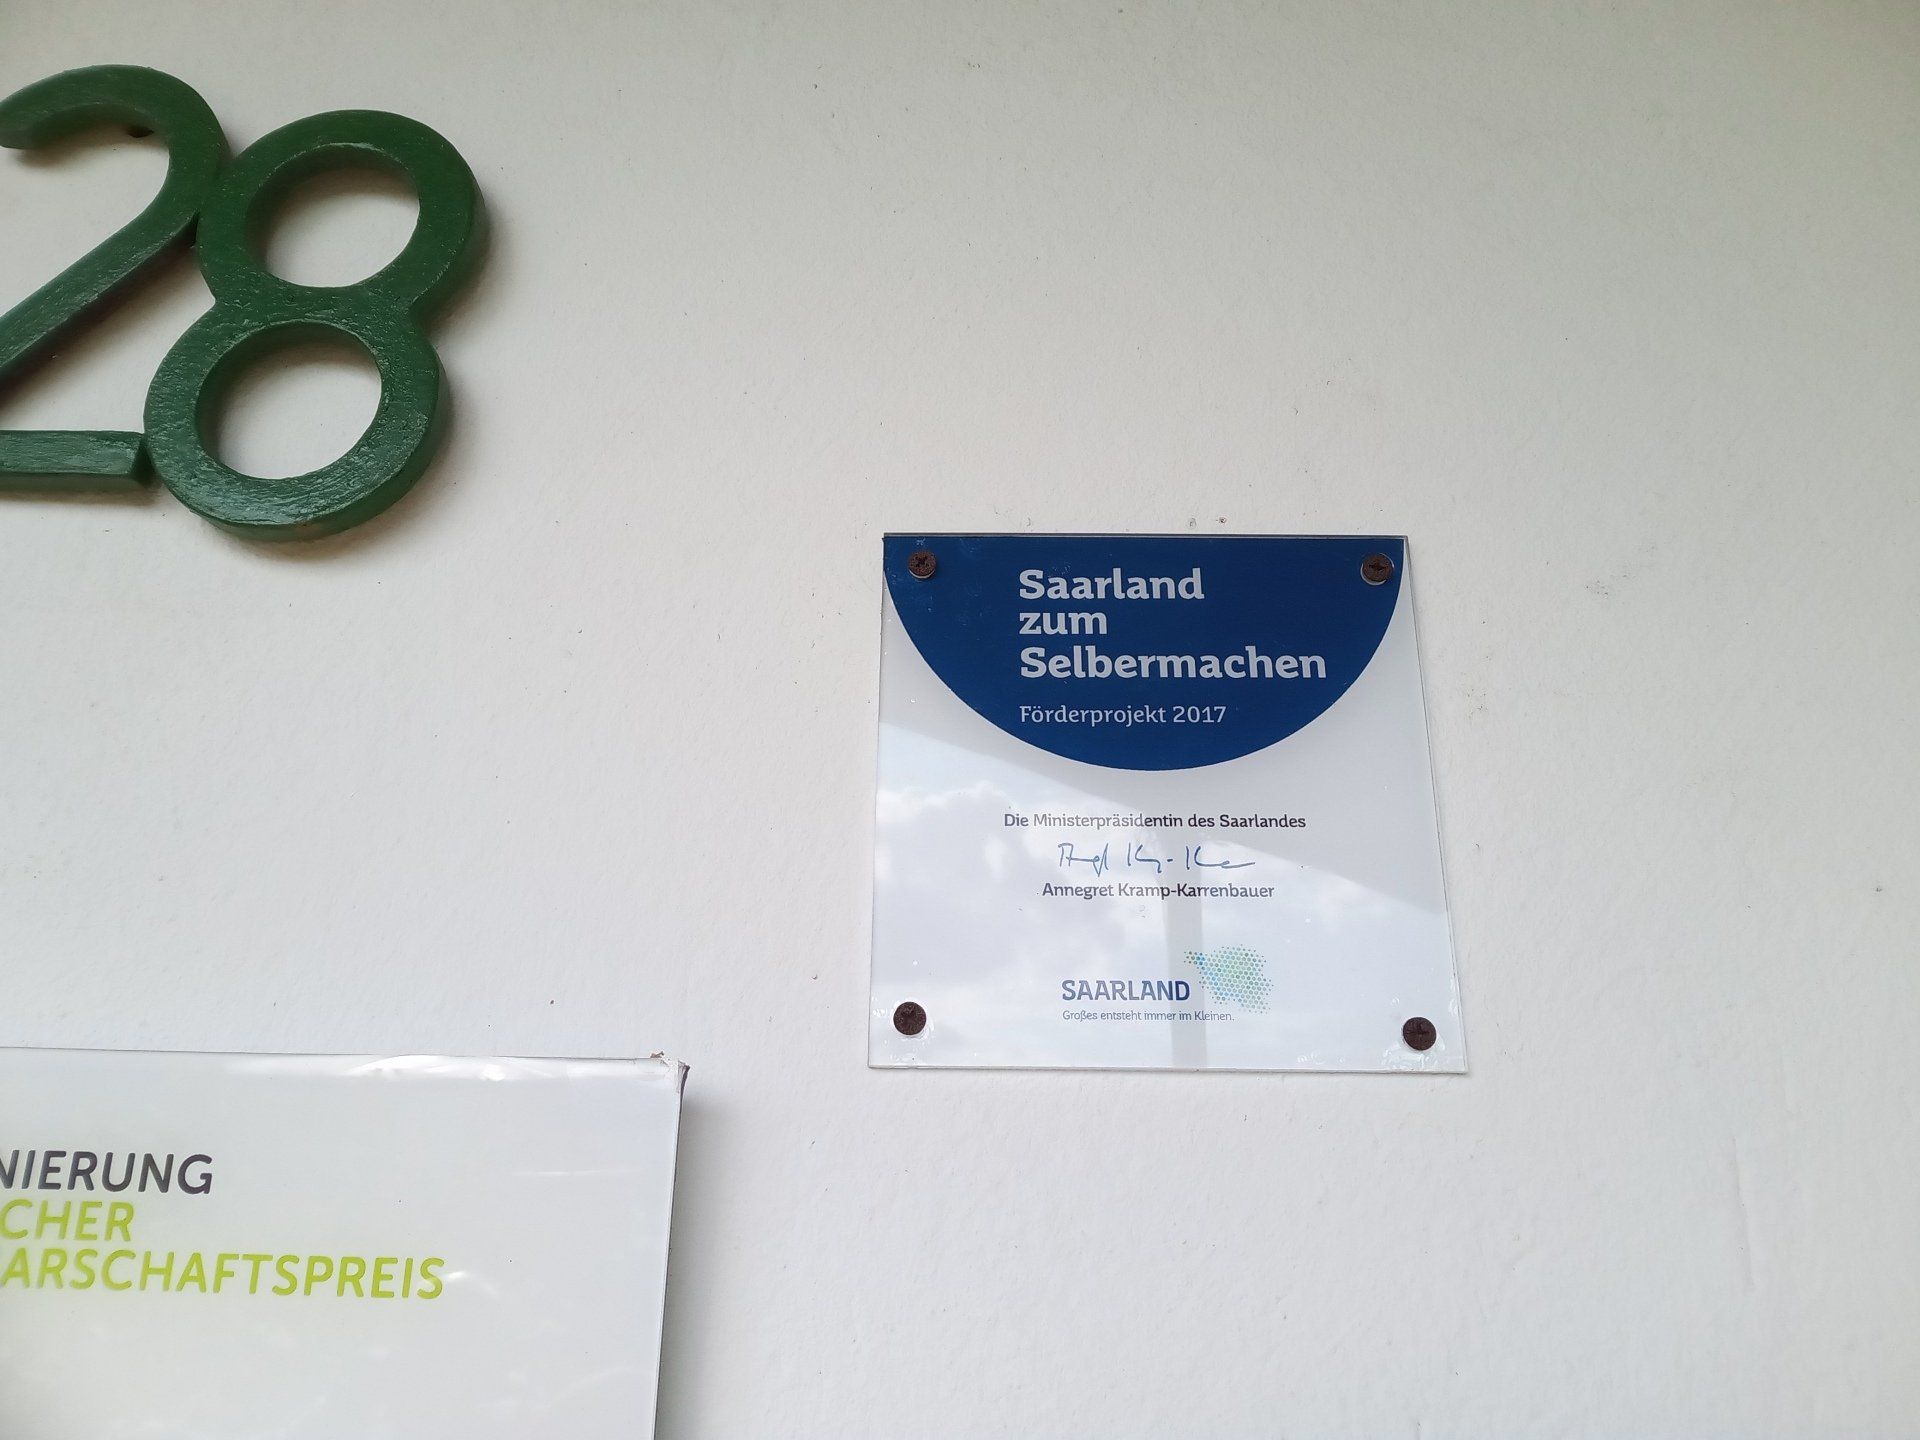 28
Saarland
zum
Selbermachen
Förderprojekt 2017
Die Ministerpräsidentin des Saarlandes
Annegret Kramp-Karrenbauer
SAARLAND
Großes entsteht immer im Kleinen.
NIERUNG
CHER
ARSCHAFTSPREIS